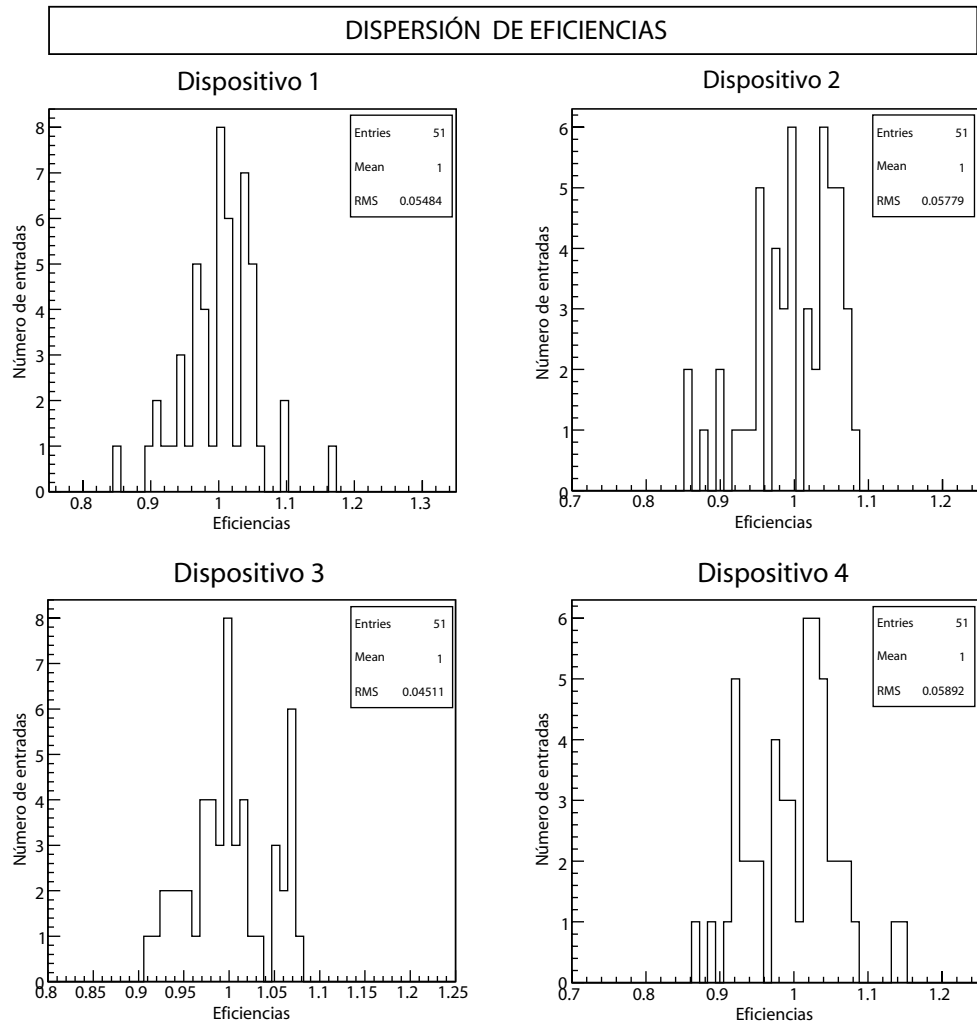 DISPERSIÓN DE EFICIENCIAS
Dispositivo 1
Entries 51
Mean 1
RMS 0.05484
Número de entradas
8
7
6
5
4
3
2
1
0
0.8 0.9 1 1.1 1.2 1.3
Eficiencias
Dispositivo 2
Entries 51
Mean 1
RMS 0.05779
Número de entradas
6
5
4
3
2
1
0
0.7 0.8 0.9 1 1.1 1.2
Eficiencias
Dispositivo 3
Entries 51
Mean 1
RMS 0.04511
Número de entradas
8
7
6
5
4
3
2
1
0
0.8 0.85 0.9 0.95 1 1.05 1.1 1.15 1.2 1.25
Eficiencias
Dispositivo 4
Entries 51
Mean 1
RMS 0.05892
Número de entradas
6
5
4
3
2
1
0
0.7 0.8 0.9 1 1.1 1.2
Eficiencias